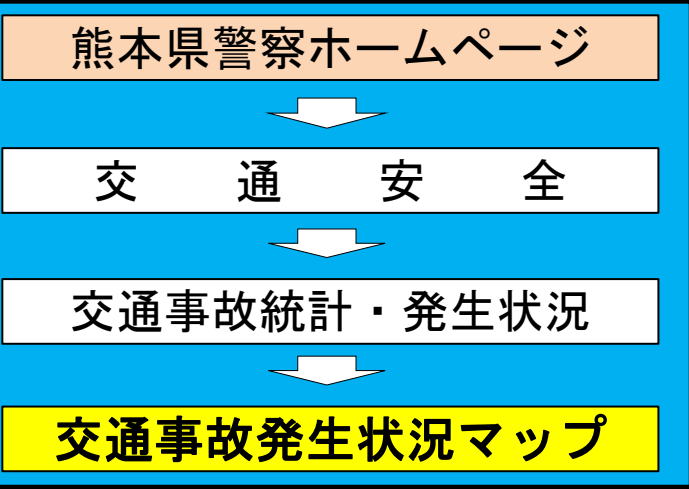 熊本県警察ホームページ
交通安全
交通事故統計・発生状況
交通事故発生状況マップ